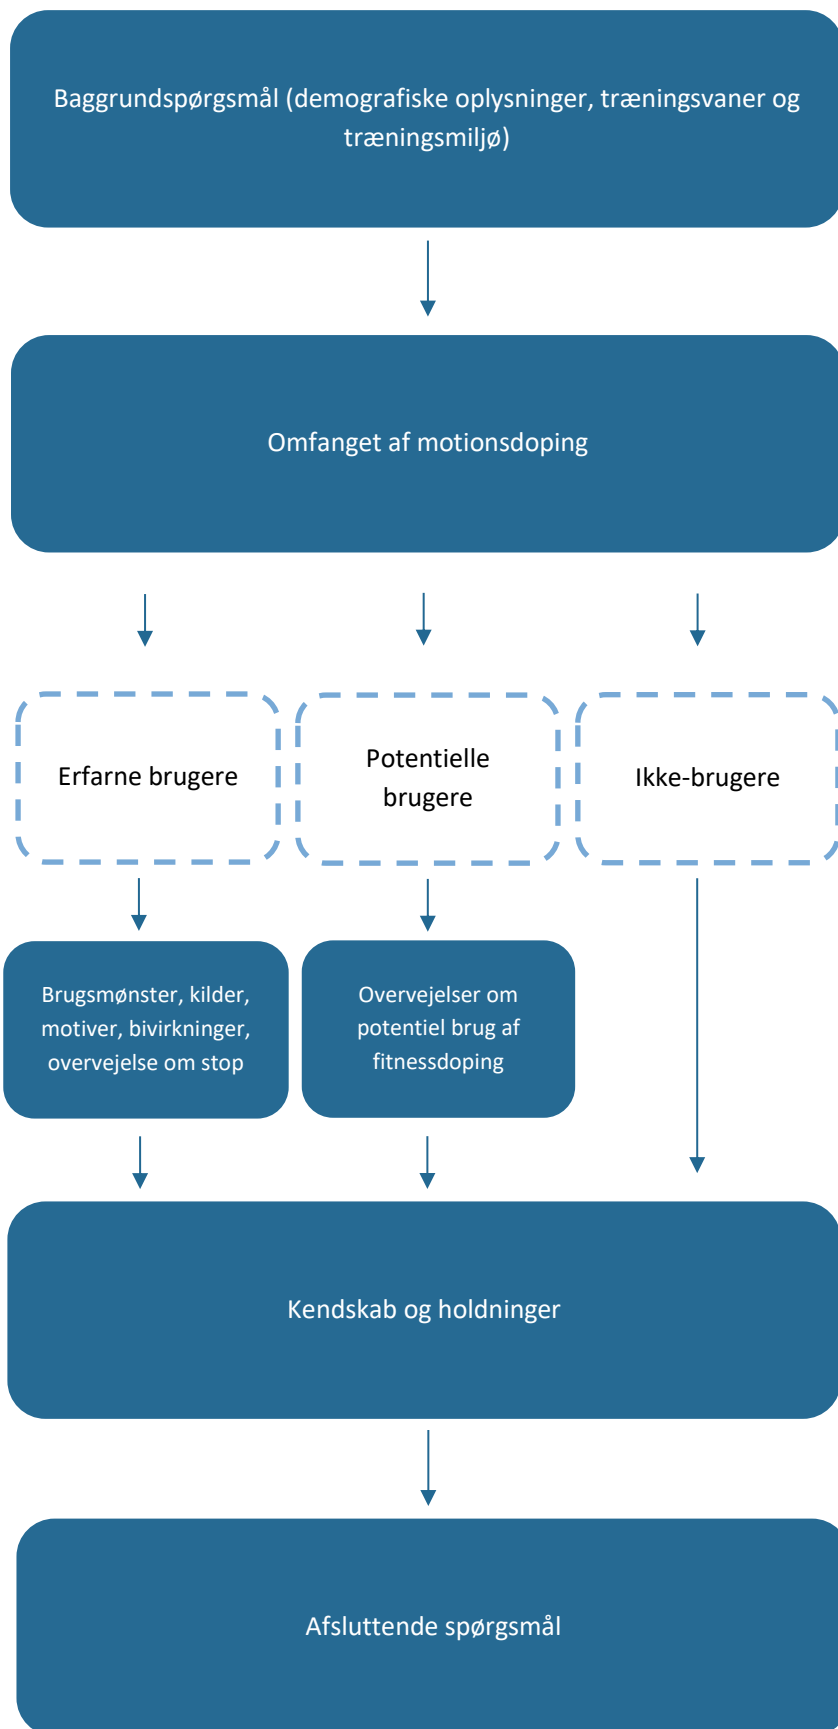 Baggrundspørgsmål (demografiske oplysninger, træningsvaner og
træningsmiljø)
Omfanget af motionsdoping
Erfarne brugere
Potentielle
brugere
Ikke-brugere
Brugsmønster, kilder,
motiver, bivirkninger,
overvejelse om stop
Overvejelser om
potentiel brug af
fitnessdoping
Kendskab og holdninger
Afsluttende spørgsmål